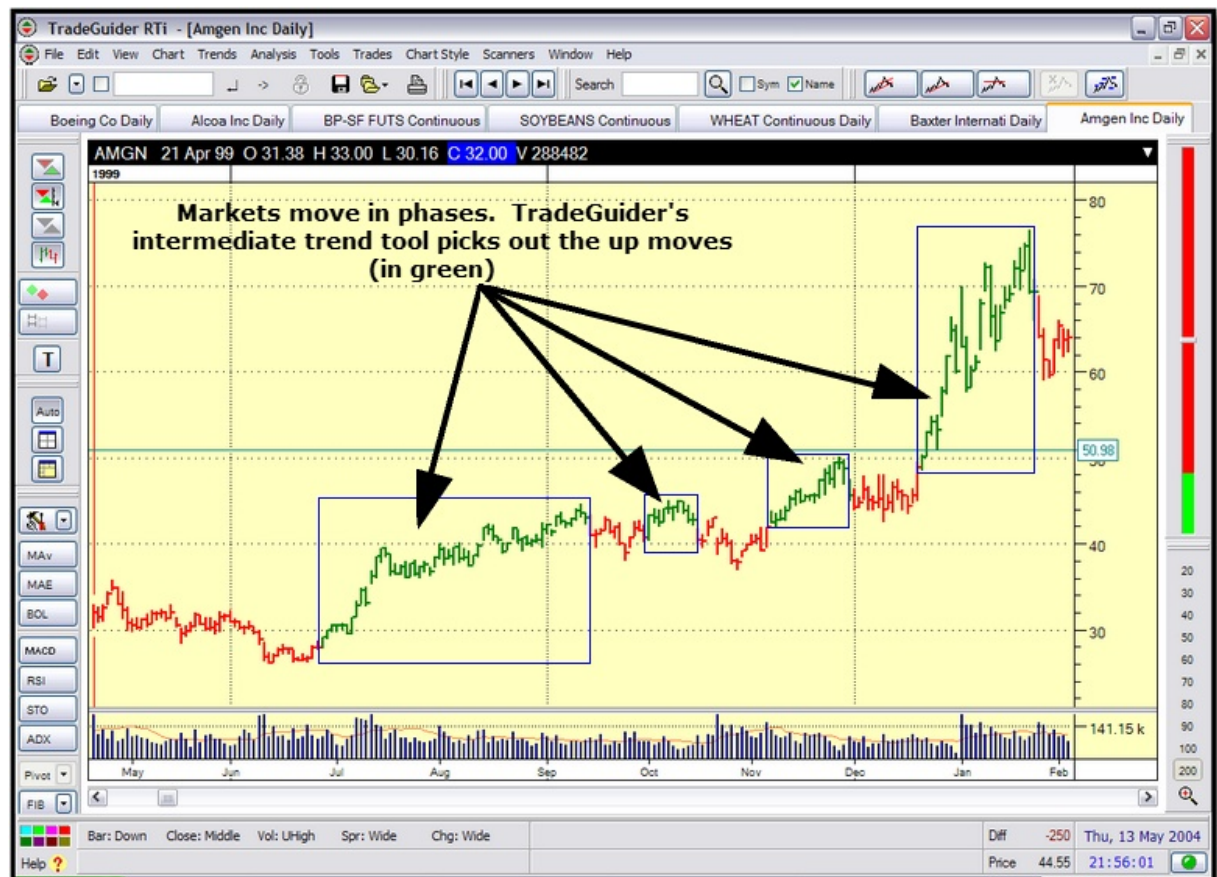 TradeGuider RTi - [Amgen Inc Daily]
File Edit View Chart Trends Analysis Tools Trades Chart Style Scanners Window Help
Search Sym Name
Boeing Co Daily Alcoa Inc Daily BP-SF FUTS Continuous SOYBEANS Continuous WHEAT Continuous Daily Baxter Internati Daily Amgen Inc Daily
AMGN 21 Apr 99 O 31.38 H 33.00 L 30.16 C 32.00 V 288482
1999
Markets move in phases. TradeGuider's
intermediate trend tool picks out the up moves
(in green)
80
70
60
50.98
50
40
30
141.15 k
May Jun Jul Aug Sep Oct Nov Dec Jan Feb
T
Auto
MAv
MAE
BOL
MACD
RSI
STO
ADX
Pivot
FIB
20
30
40
50
60
70
80
90
100
200
Bar: Down Close: Middle Vol: UHigh Spr: Wide Chg: Wide Diff -250 Thu, 13 May 2004
Help ? Price 44.55 21:56:01